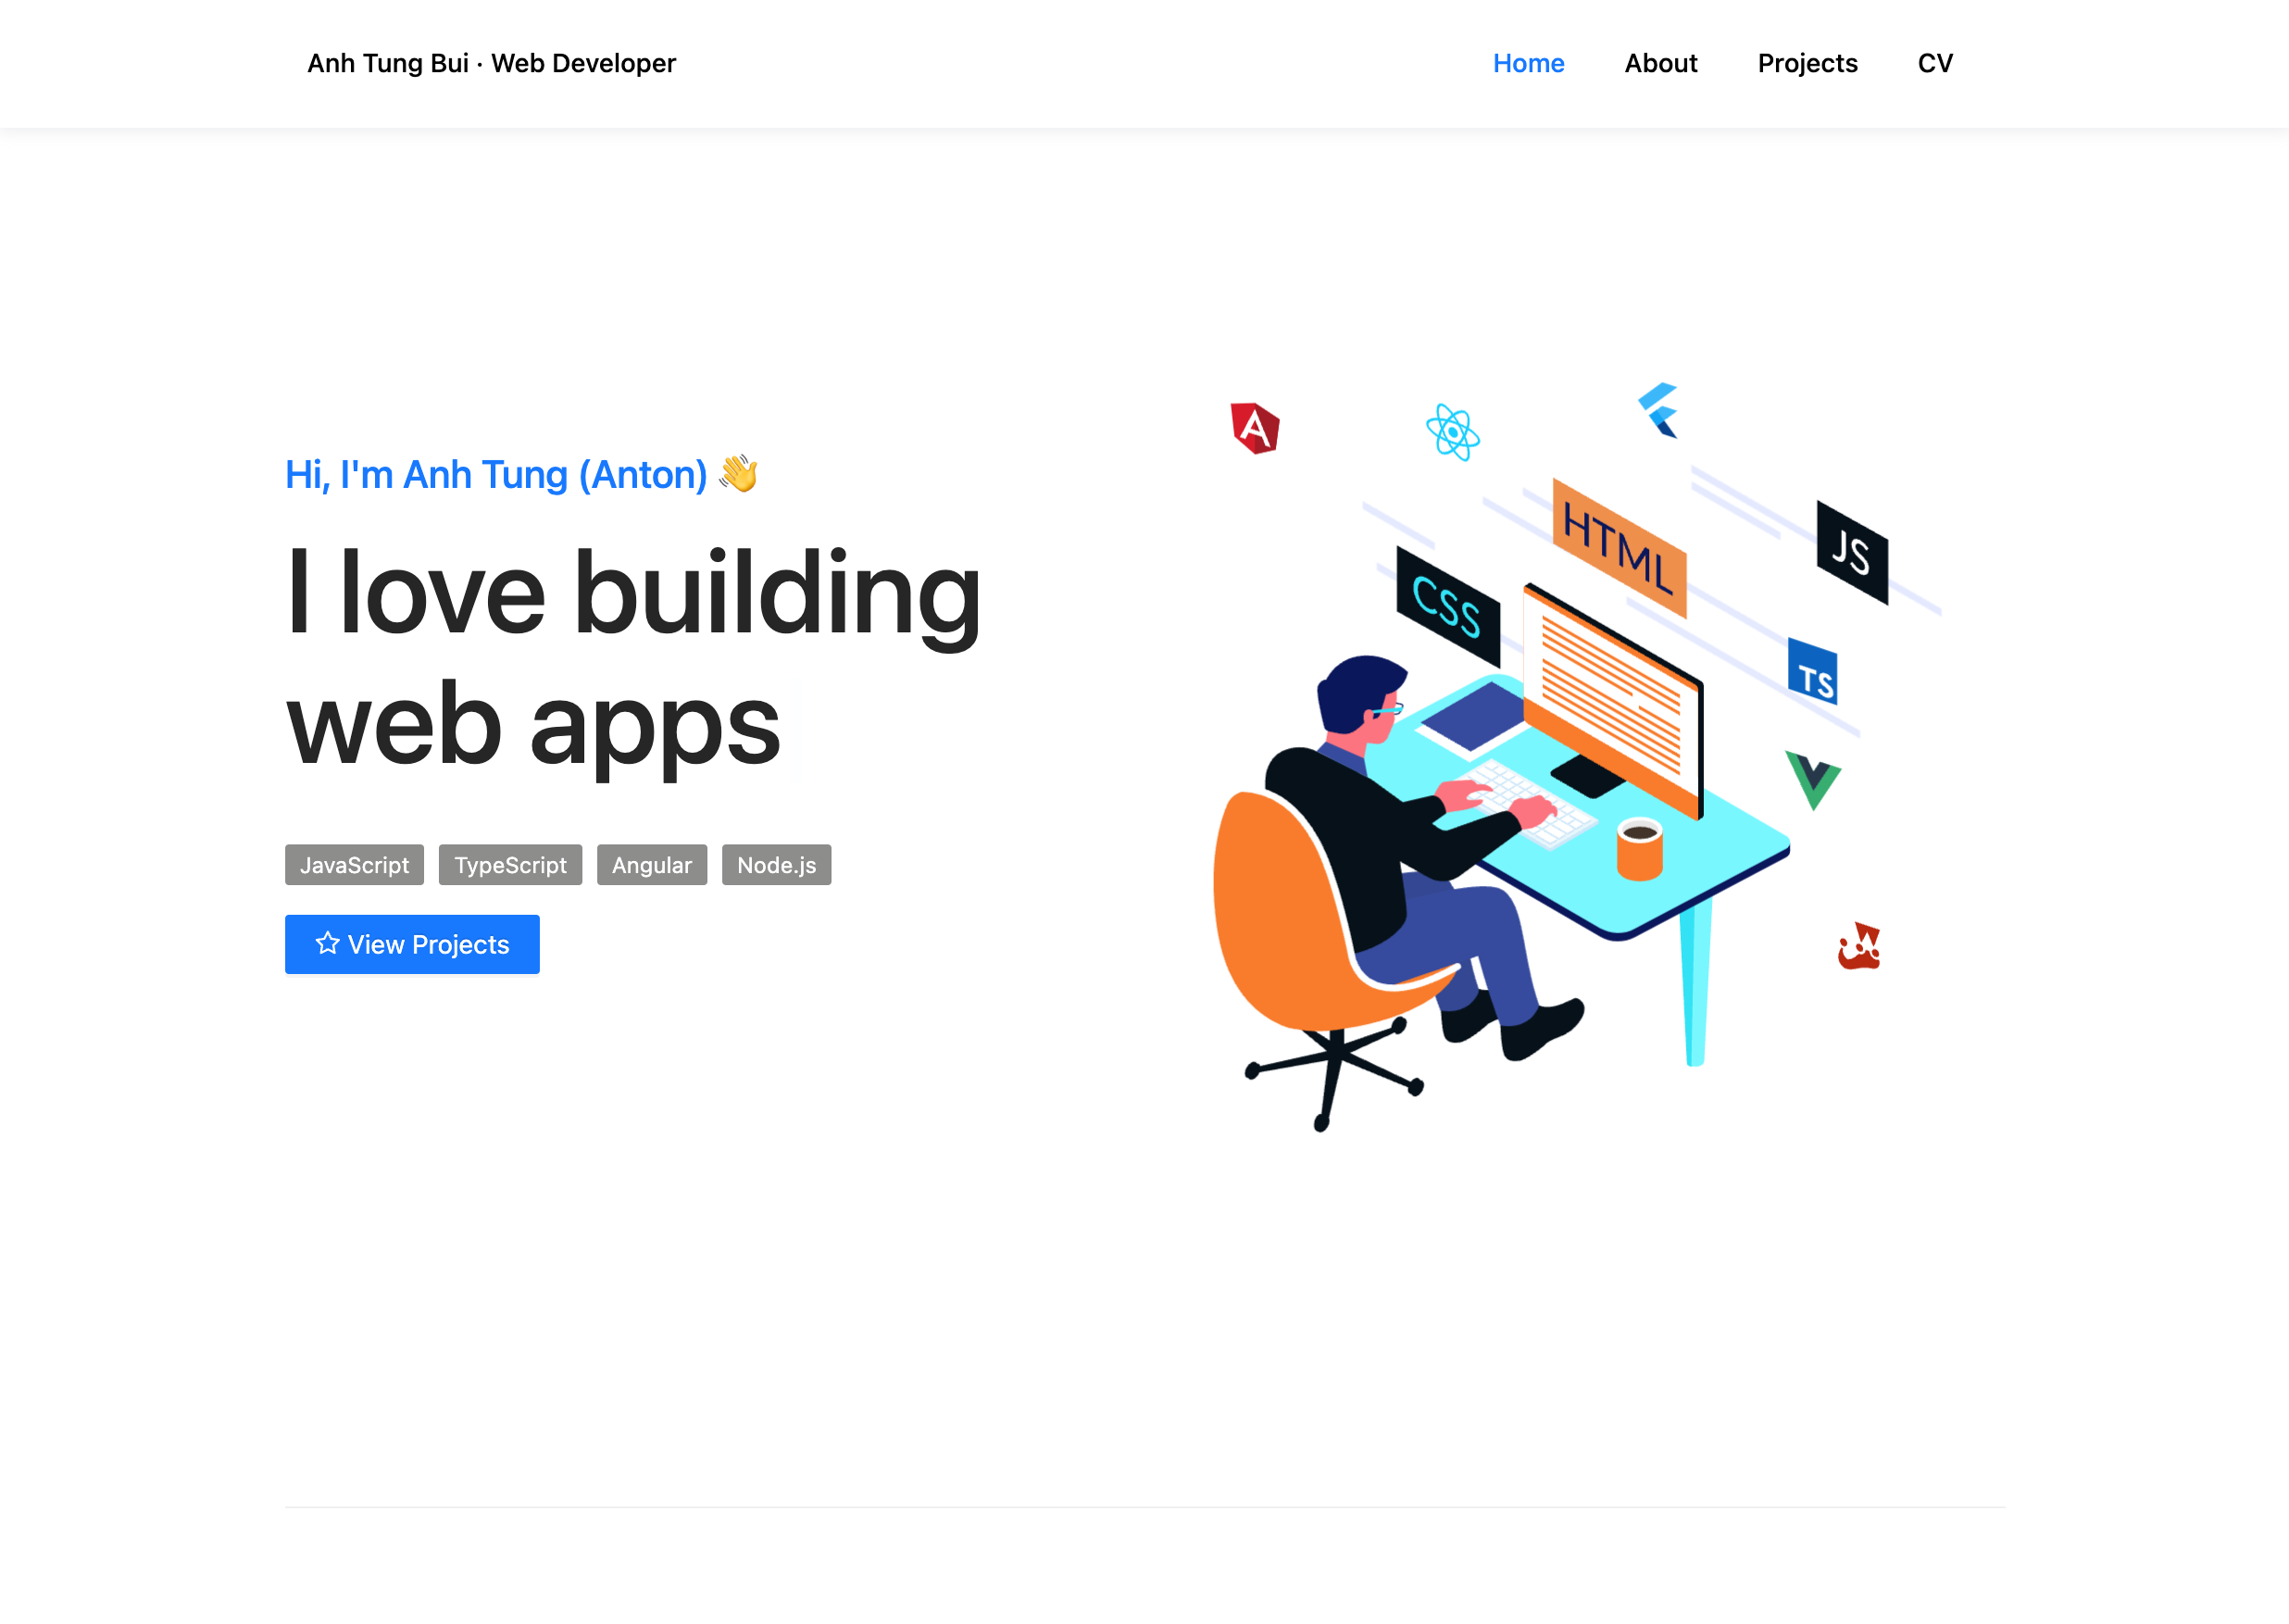 Anh Tung Bui · Web Developer
Home
About
Projects
CV
Hi, I'm Anh Tung (Anton) 👋
I love building
web apps
JavaScript
TypeScript
Angular
Node.js
View Projects
A
HTML
JS
CSS
TS